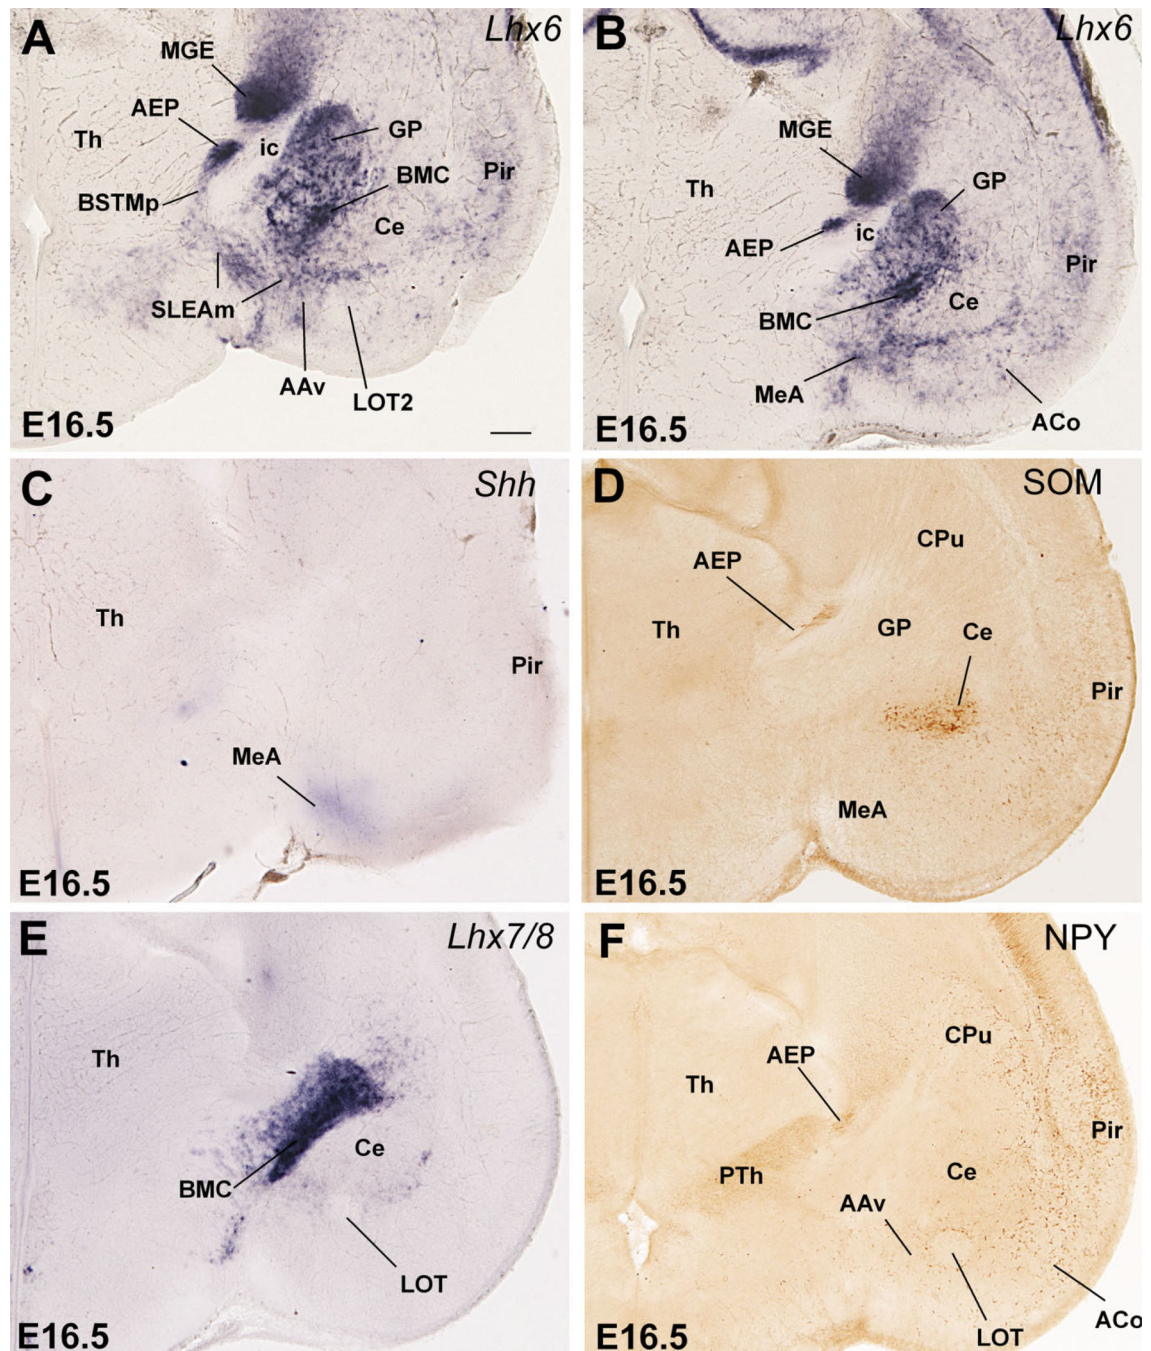 A
Lhx6
MGE
AEP
Th
ic
GP
BMC
Pir
BSTMp
Ce
SLEAm
AAv
LOT2
E16.5
B
Lhx6
MGE
Th
GP
AEP
ic
Pir
BMC
Ce
MeA
ACo
E16.5
C
Shh
Th
Pir
MeA
E16.5
D
SOM
CPu
AEP
Th
GP
Ce
Pir
MeA
E16.5
E
Lhx7/8
Th
Ce
BMC
LOT
E16.5
F
NPY
CPu
AEP
Th
Pir
PTh
Ce
AAv
ACo
LOT
E16.5